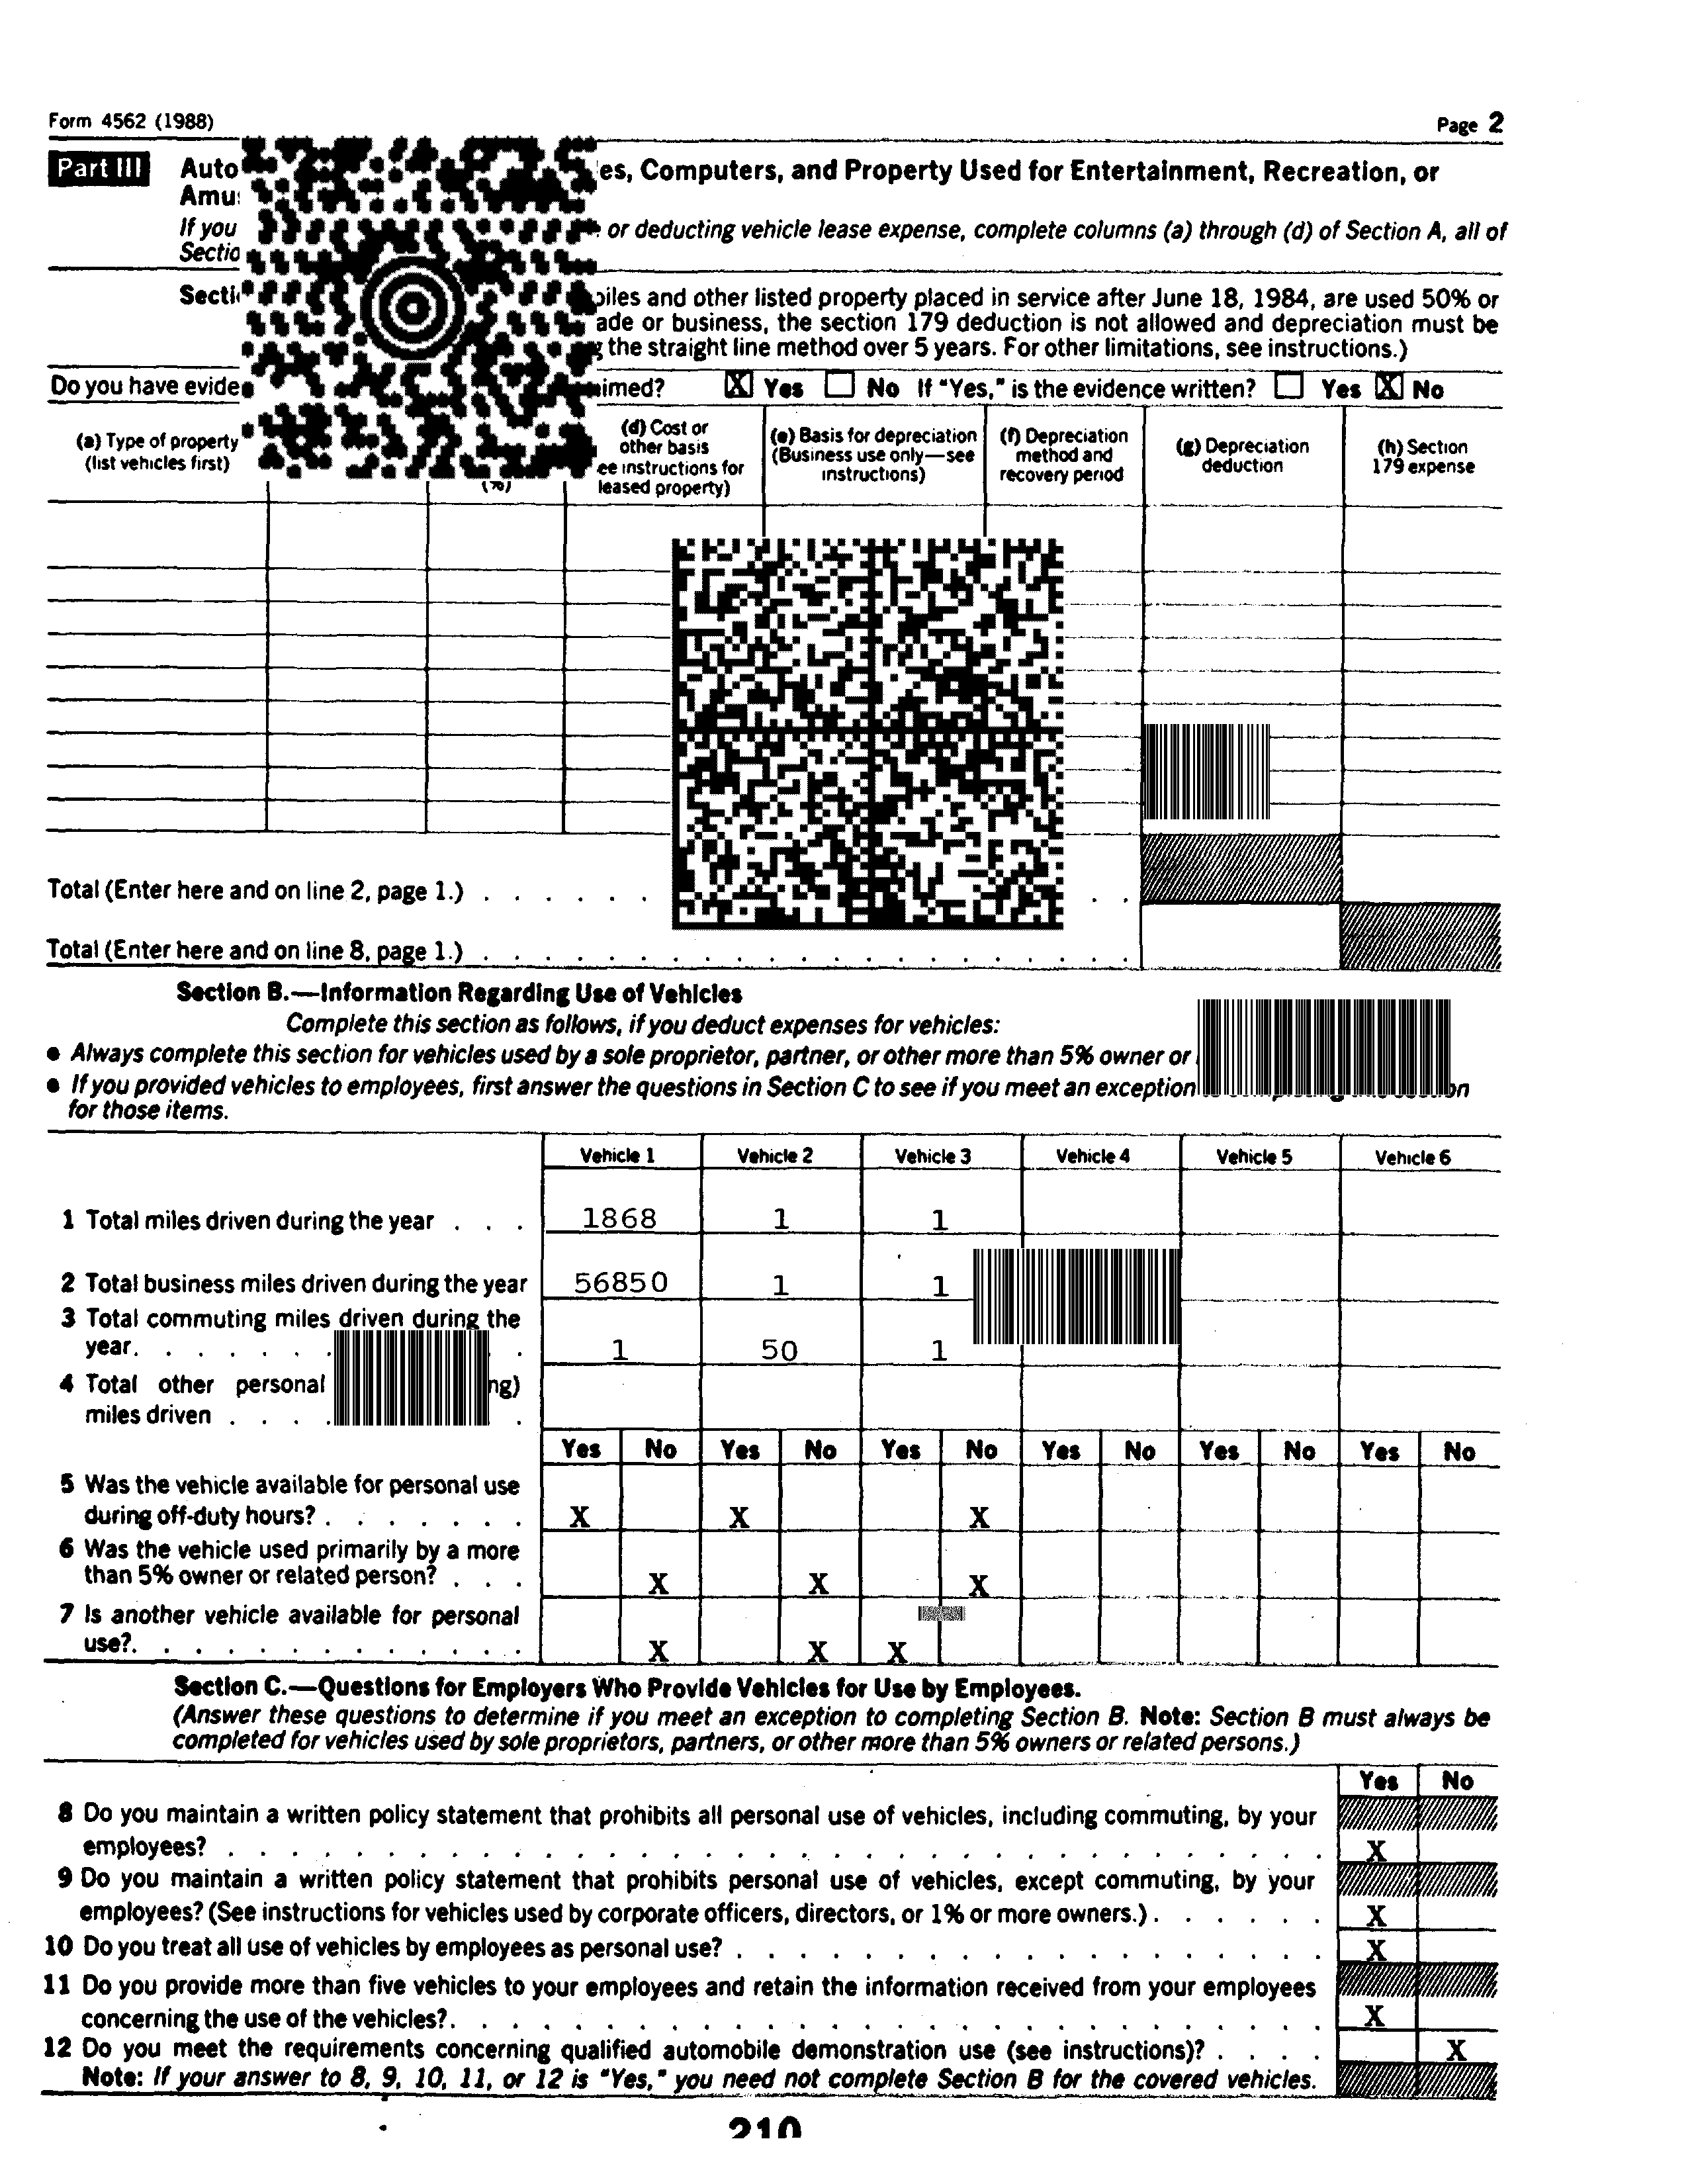 Form 4562 (1988)
Page 2
Part III
es, Computers, and Property Used for Entertainment, Recreation, or
If you or deducting vehicle lease expense, complete columns (a) through (d) of Section A, all of
iles and other listed property placed in service after June 18, 1984, are used 50% or
ade or business, the section 179 deduction is not allowed and depreciation must be
the straight line method over 5 years. For other limitations, see instructions.)
Do you have imed? X Yes No If "Yes," is the evidence written? Yes X No
(a) Type of property
(list vehicles first)
(%)
(d) Cost or
other basis
ee instructions for
leased property)
(e) Basis for depreciation
(Business use only—see
instructions)
(f) Depreciation
method and
recovery period
(g) Depreciation
deduction
(h) Section
179 expense
Total (Enter here and on line 2, page 1.) . . . . . . . .
Total (Enter here and on line 8, page 1.) . . . . . . . . . . . . . . . . . . . . .
Section B.—Information Regarding Use of Vehicles
Complete this section as follows, if you deduct expenses for vehicles:
● Always complete this section for vehicles used by a sole proprietor, partner, or other more than 5% owner or
● If you provided vehicles to employees, first answer the questions in Section C to see if you meet an exception
for those items.
Vehicle 1 Vehicle 2 Vehicle 3 Vehicle 4 Vehicle 5 Vehicle 6
1 Total miles driven during the year . . . 1868 1 1
2 Total business miles driven during the year 56850 1 1
3 Total commuting miles driven during the
year. . . . . . . . . 1 50 1
4 Total other personal ng)
miles driven . . . . .
Yes No Yes No Yes No Yes No Yes No Yes No
5 Was the vehicle available for personal use
during off-duty hours? . . . . . . . X X X
6 Was the vehicle used primarily by a more
than 5% owner or related person? . . . X X X
7 Is another vehicle available for personal
use?. . . . . . . . . . . . . X X X
Section C.—Questions for Employers Who Provide Vehicles for Use by Employees.
(Answer these questions to determine if you meet an exception to completing Section B. Note: Section B must always be
completed for vehicles used by sole proprietors, partners, or other more than 5% owners or related persons.)
Yes No
8 Do you maintain a written policy statement that prohibits all personal use of vehicles, including commuting, by your
employees? . . . . . . . . . . . . . . . . . . . . . . . . . . . . X
9 Do you maintain a written policy statement that prohibits personal use of vehicles, except commuting, by your
employees? (See instructions for vehicles used by corporate officers, directors, or 1% or more owners.) . . . . . . X
10 Do you treat all use of vehicles by employees as personal use? . . . . . . . . . . . . . . . . . . X
11 Do you provide more than five vehicles to your employees and retain the information received from your employees
concerning the use of the vehicles?. . . . . . . . . . . . . . . . . . . . . . . X
12 Do you meet the requirements concerning qualified automobile demonstration use (see instructions)? . . . . X
Note: If your answer to 8, 9, 10, 11, or 12 is "Yes," you need not complete Section B for the covered vehicles.
210